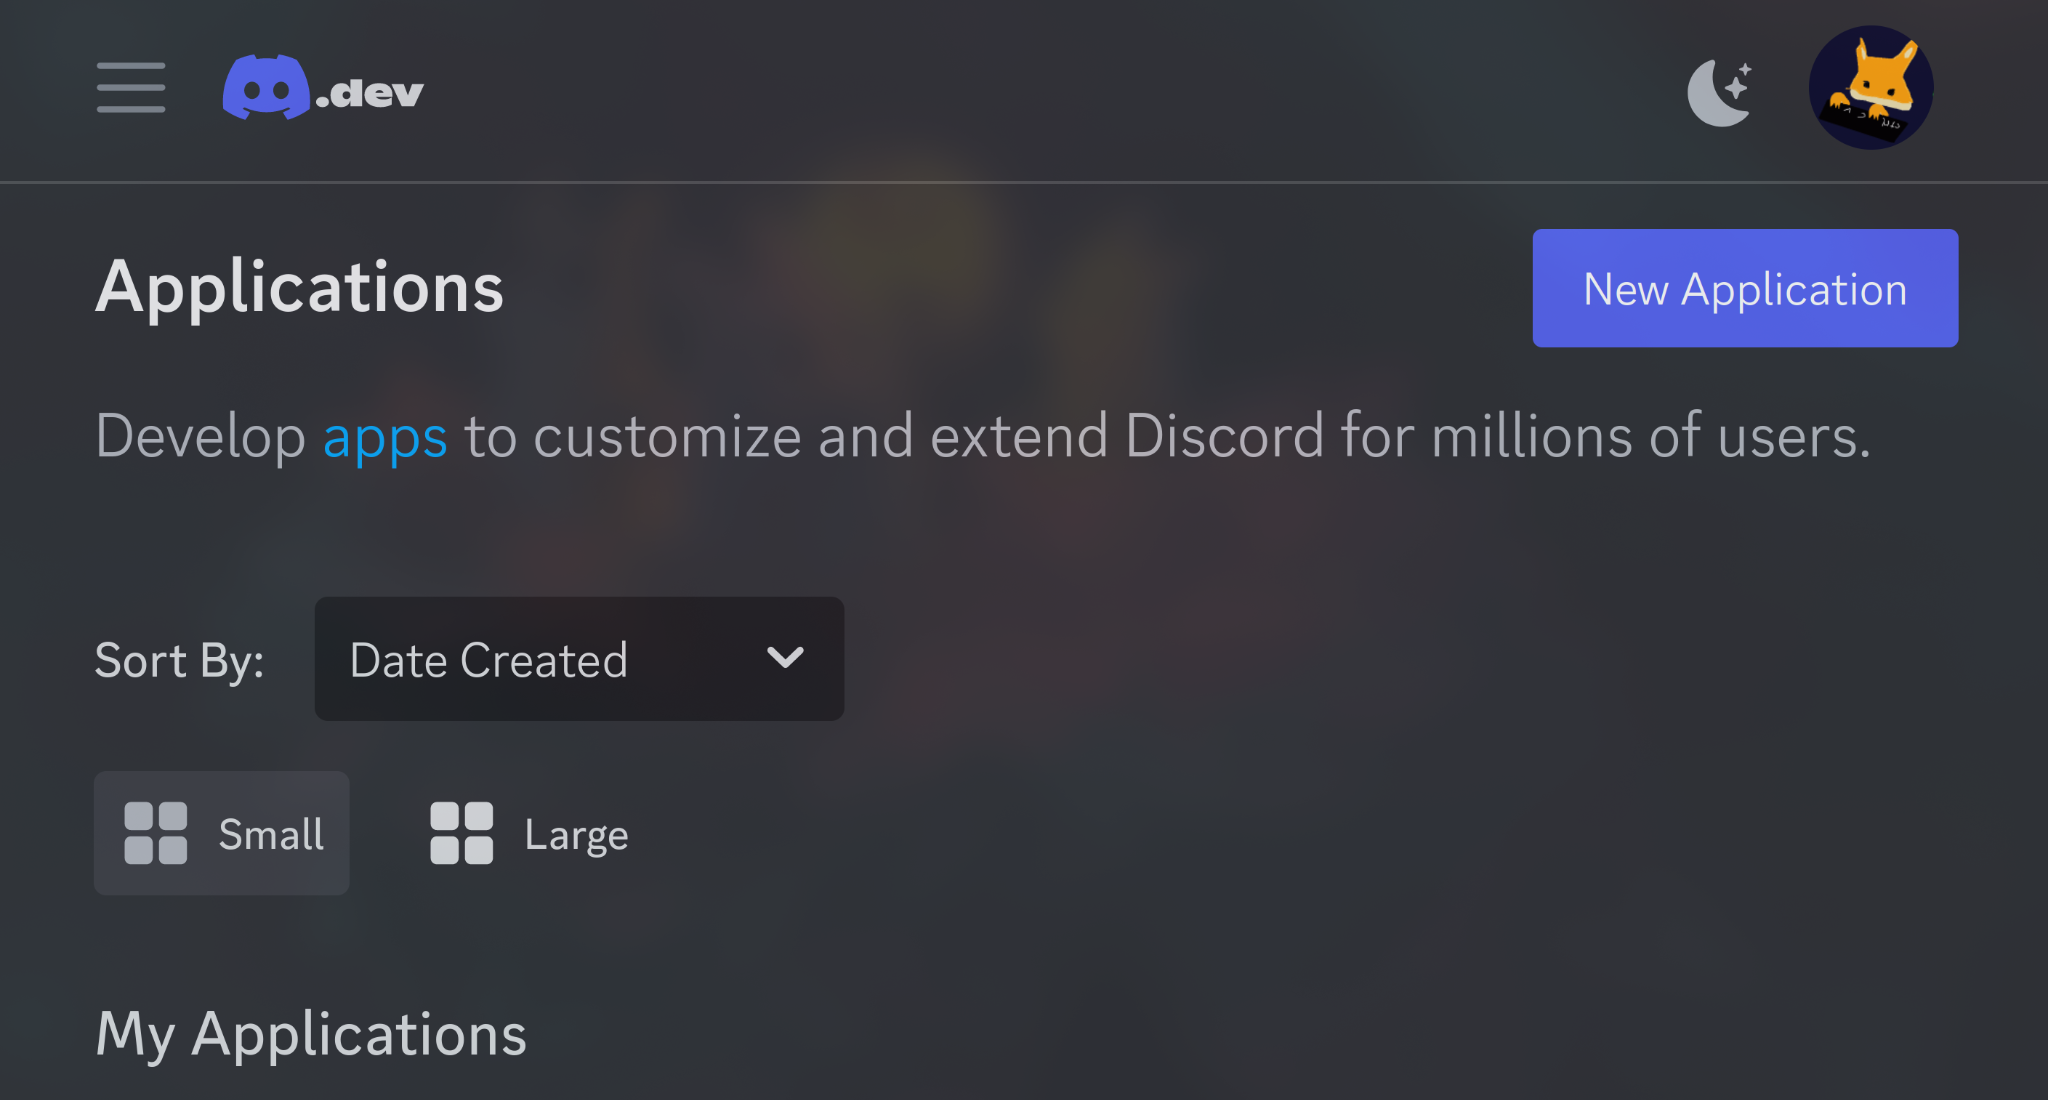 .dev
Applications
New Application
Develop apps to customize and extend Discord for millions of users.
Sort By:
Date Created
Small
Large
My Applications